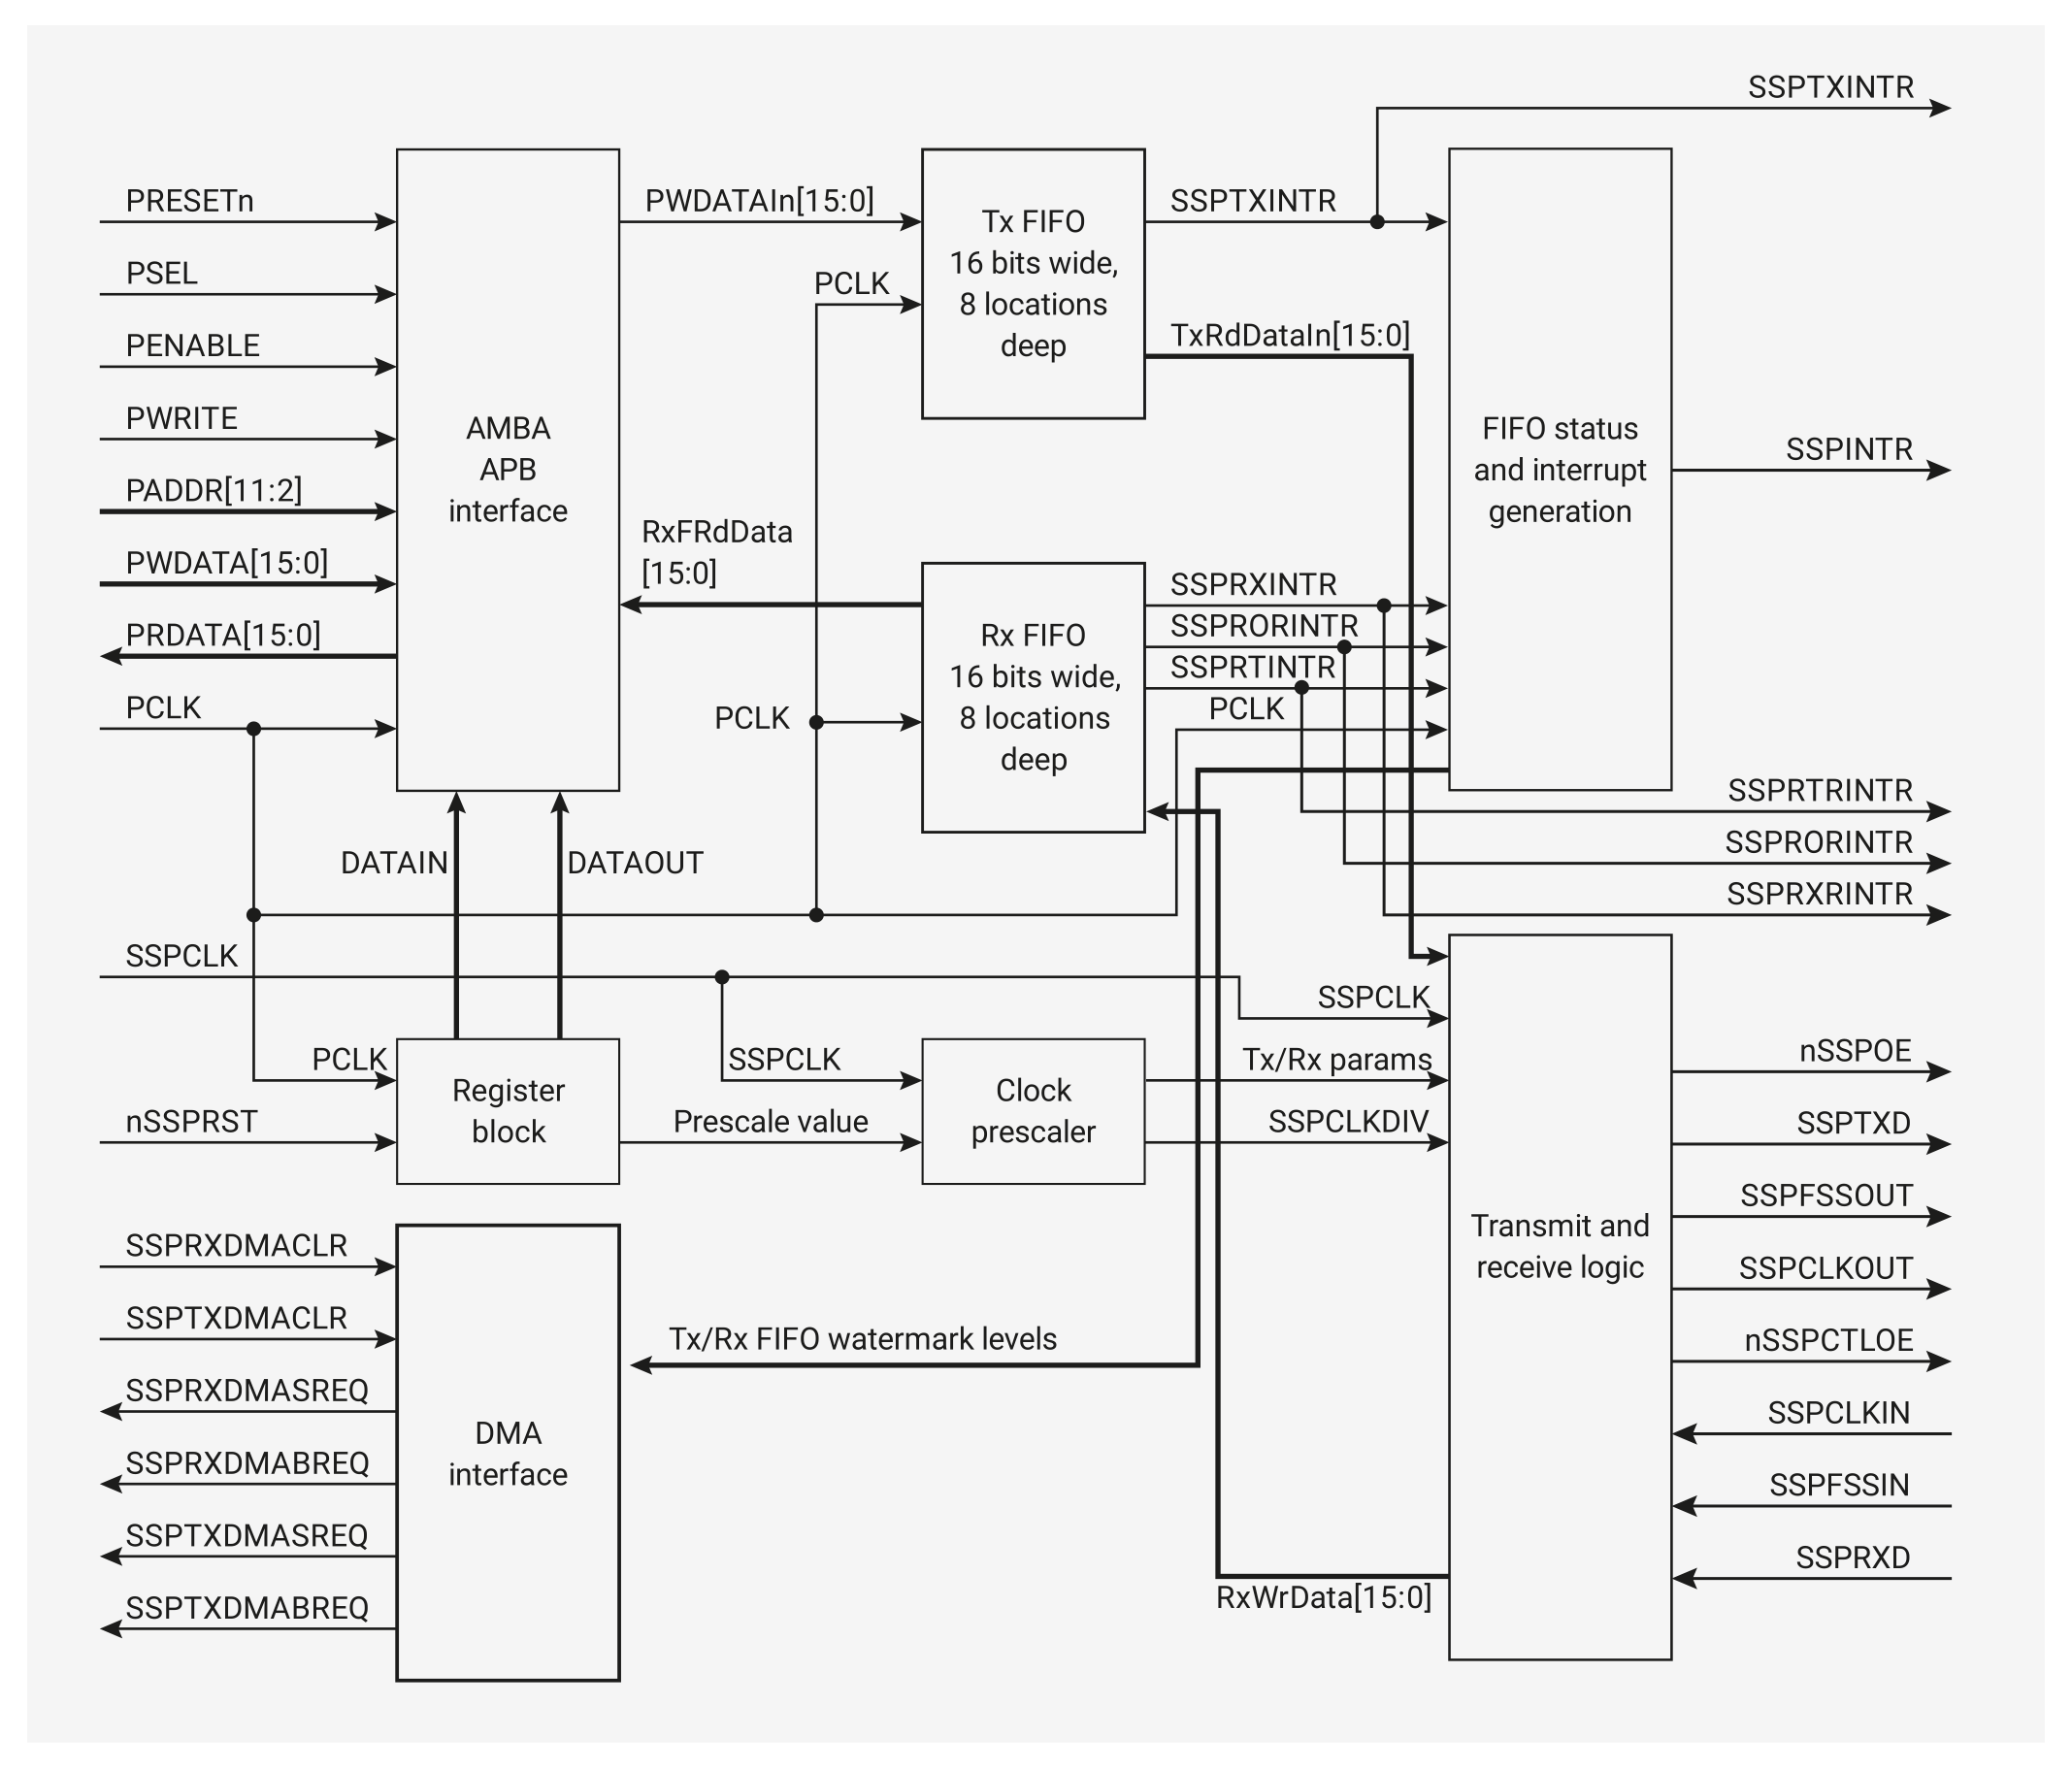 SSPTXINTR
PRESETn
PSEL
PENABLE
PWRITE
PADDR[11:2]
PWDATA[15:0]
PRDATA[15:0]
PCLK
AMBA
APB
interface
PWDATAIn[15:0]
PCLK
Tx FIFO
16 bits wide,
8 locations
deep
SSPTXINTR
TxRdDataIn[15:0]
FIFO status
and interrupt
generation
SSPINTR
RxFRdData
[15:0]
PCLK
Rx FIFO
16 bits wide,
8 locations
deep
SSPRXINTR
SSPRORINTR
SSPRTINTR
PCLK
SSPRTRINTR
SSPRORINTR
SSPRXRINTR
DATAIN
DATAOUT
SSPCLK
PCLK
nSSPRST
Register
block
SSPCLK
Prescale value
Clock
prescaler
SSPCLK
Tx/Rx params
SSPCLKDIV
Transmit and
receive logic
nSSPOE
SSPTXD
SSPFSSOUT
SSPCLKOUT
nSSPCTLOE
SSPCLKIN
SSPFSSIN
SSPRXD
SSPRXDMACLR
SSPTXDMACLR
SSPRXDMASREQ
SSPRXDMABREQ
SSPTXDMASREQ
SSPTXDMABREQ
DMA
interface
Tx/Rx FIFO watermark levels
RxWrData[15:0]